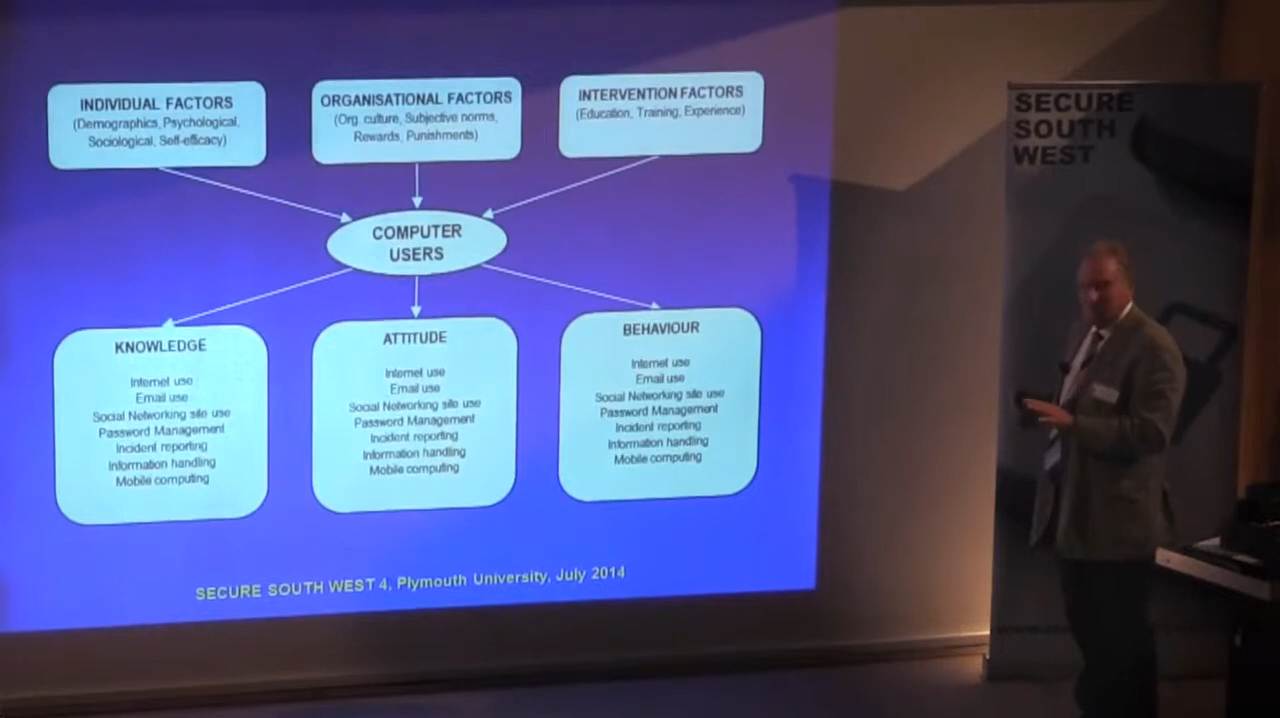 INDIVIDUAL FACTORS
(Demographics, Psychological,
Sociological, Self-efficacy)
ORGANISATIONAL FACTORS
(Org. culture, Subjective norms,
Rewards, Punishments)
INTERVENTION FACTORS
(Education, Training, Experience)
COMPUTER
USERS
KNOWLEDGE
Internet use
Email use
Social Networking site use
Password Management
Incident reporting
Information handling
Mobile computing
ATTITUDE
Internet use
Email use
Social Networking site use
Password Management
Incident reporting
Information handling
Mobile computing
BEHAVIOUR
Internet use
Email use
Social Networking site use
Password Management
Incident reporting
Information handling
Mobile computing
SECURE SOUTH WEST 4, Plymouth University, July 2014
SECURE
SOUTH
WEST